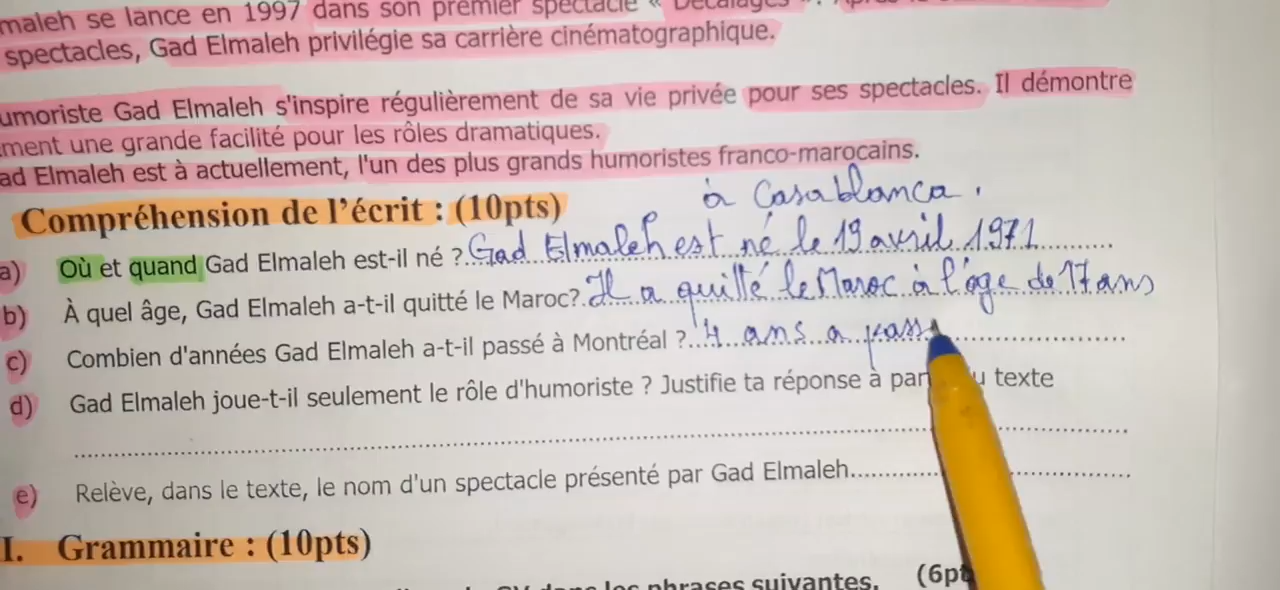 maleh se lance en 1997 dans son premier spectacle « Décalages ». Après
spectacles, Gad Elmaleh privilégie sa carrière cinématographique.
umoriste Gad Elmaleh s'inspire régulièrement de sa vie privée pour ses spectacles. Il démontre
ment une grande facilité pour les rôles dramatiques.
ad Elmaleh est à actuellement, l'un des plus grands humoristes franco-marocains.
à Casablanca.
Compréhension de l'écrit : (10pts)
a) Où et quand Gad Elmaleh est-il né ? Gad Elmaleh est né le 19 avril 1971
b) À quel âge, Gad Elmaleh a-t-il quitté le Maroc? Il a quitté le Maroc à l'âge de 17 ans
c) Combien d'années Gad Elmaleh a-t-il passé à Montréal ? 4 ans a pass
d) Gad Elmaleh joue-t-il seulement le rôle d'humoriste ? Justifie ta réponse à par u texte
e) Relève, dans le texte, le nom d'un spectacle présenté par Gad Elmaleh
I. Grammaire : (10pts)
dans les phrases suivantes. (6pt